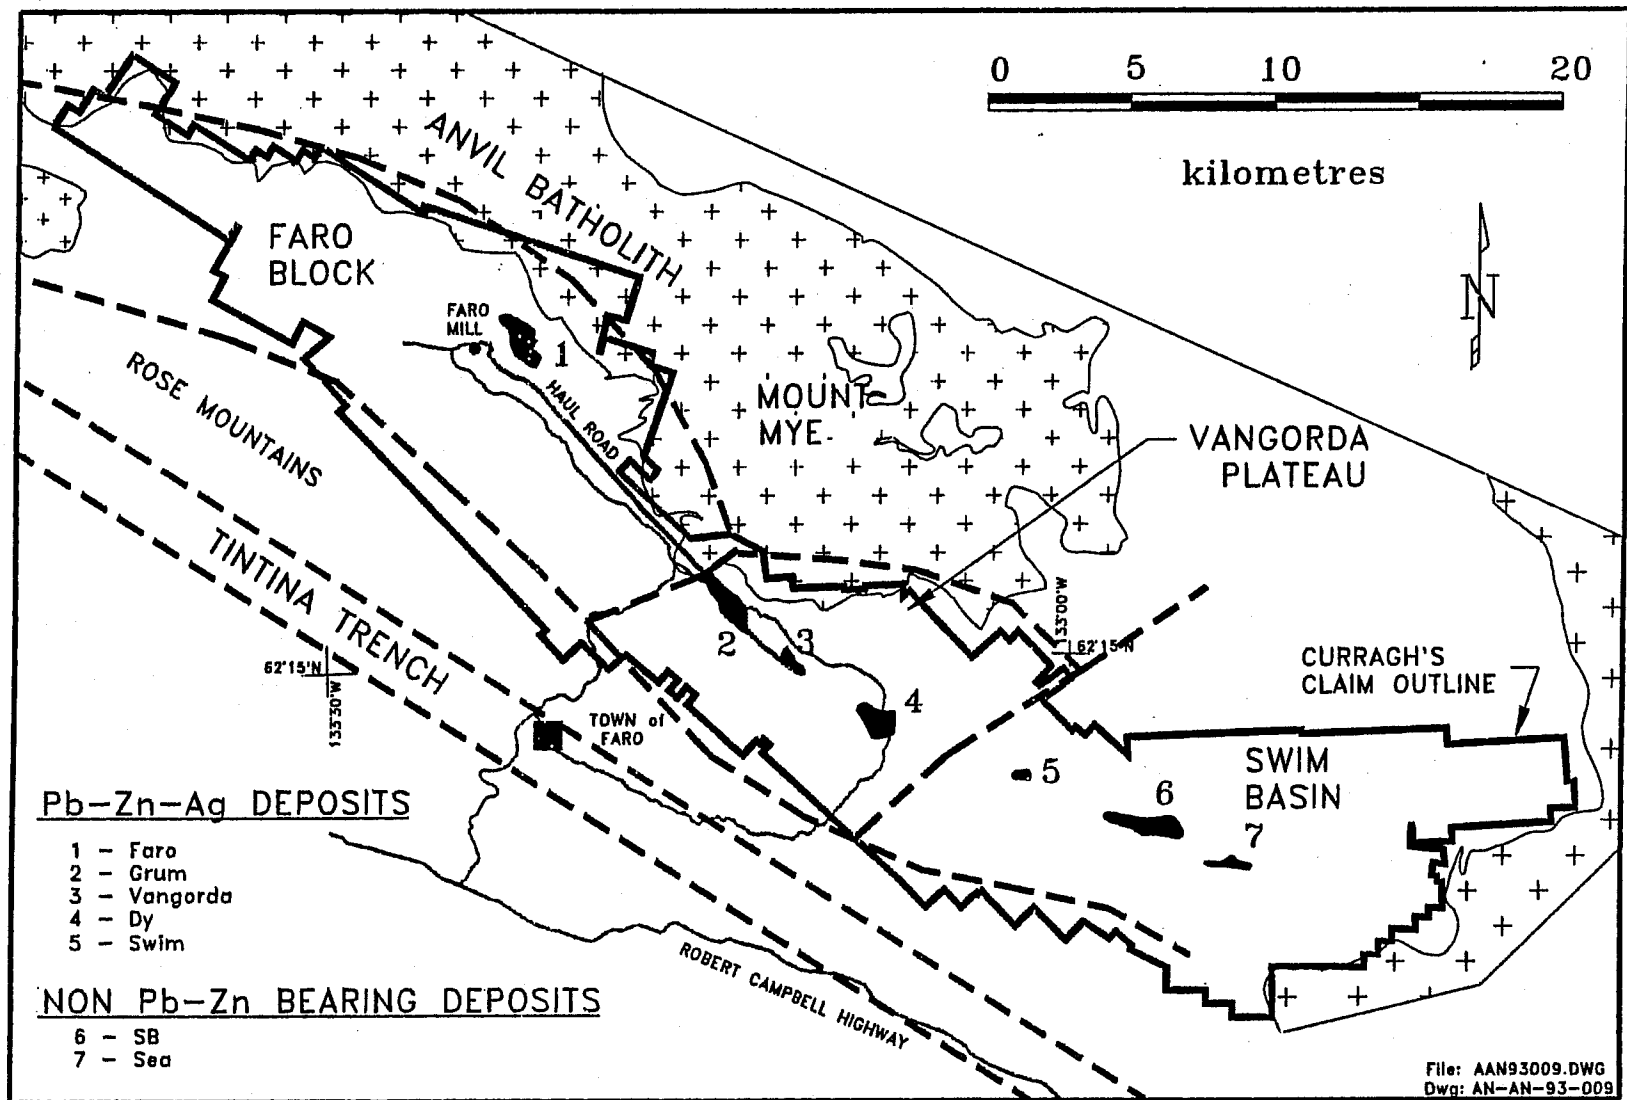 0 5 10 20
kilometres
N
ANVIL BATHOLITH
FARO
BLOCK
FARO
MILL
1
HAUL ROAD
MOUNT
MYE
VANGORDA
PLATEAU
ROSE MOUNTAINS
TINTINA TRENCH
62°15'N
133°30'W
133°00'W
62°15'N
2
3
4
5
6
7
TOWN of
FARO
CURRAGH'S
CLAIM OUTLINE
SWIM
BASIN
ROBERT CAMPBELL HIGHWAY
Pb-Zn-Ag DEPOSITS
1 - Faro
2 - Grum
3 - Vangorda
4 - Dy
5 - Swim
NON Pb-Zn BEARING DEPOSITS
6 - SB
7 - Sea
File: AAN93009.DWG
Dwg: AN-AN-93-009